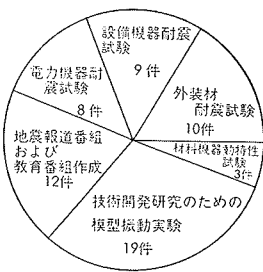 設備機器耐震
試験
9件
外装材
耐震試験
10件
材料機器動特性
試験
3件
技術開発研究のための
模型振動実験
19件
地震報道番組
および
教育番組作成
12件
電力機器耐
震試験
8件